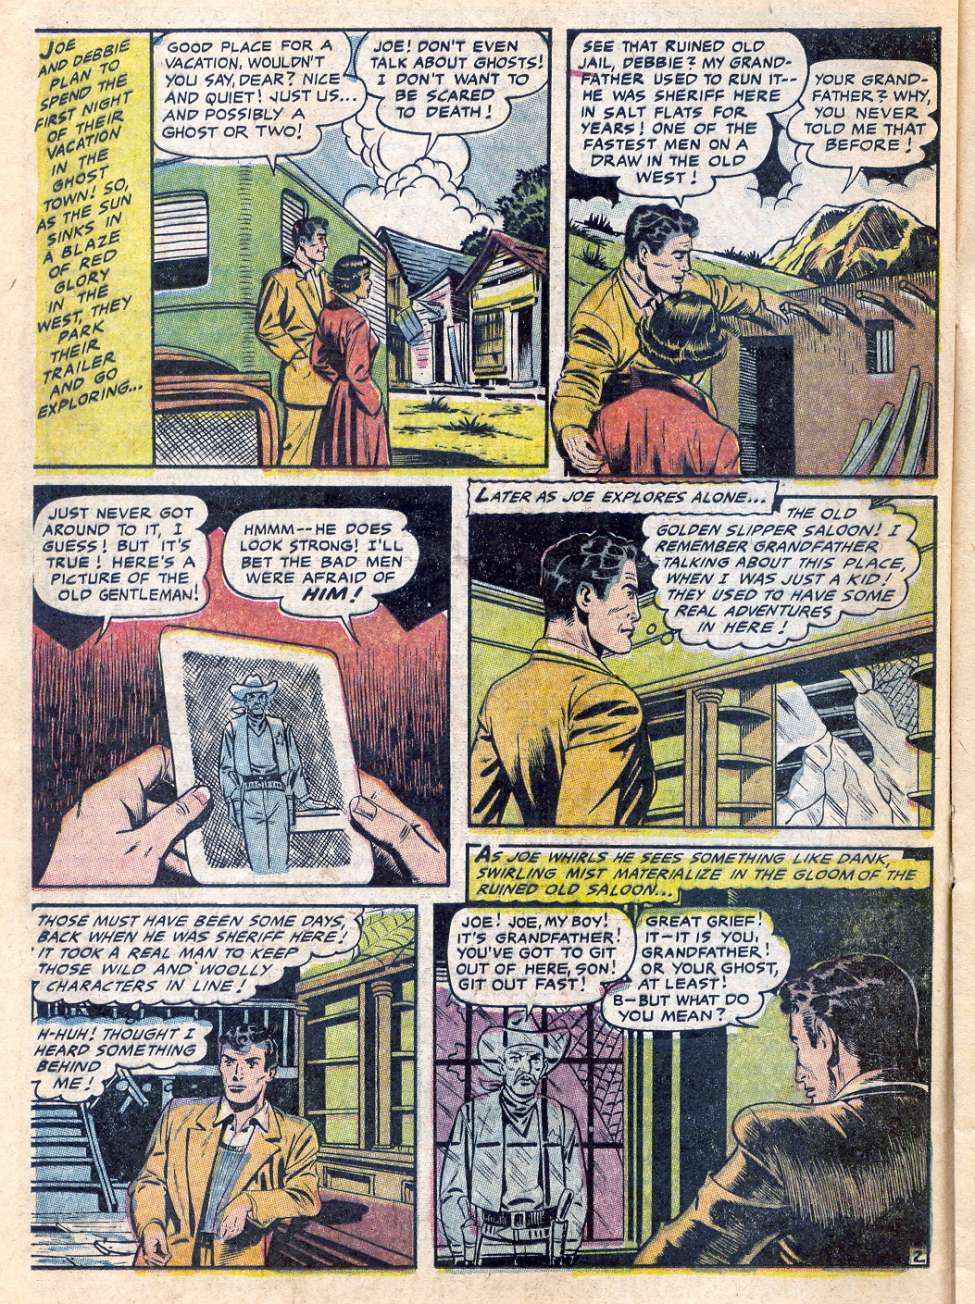 JOE
AND DEBBIE
PLAN TO
SPEND THE
FIRST NIGHT
OF THEIR
VACATION
IN THE
GHOST
TOWN! SO,
AS THE SUN
SINKS IN
A BLAZE
OF RED
GLORY
IN THE
WEST, THEY
PARK
THEIR
TRAILER
AND GO
EXPLORING...
GOOD PLACE FOR A
VACATION, WOULDN'T
YOU SAY, DEAR? NICE
AND QUIET! JUST US...
AND POSSIBLY A
GHOST OR TWO!
JOE! DON'T EVEN
TALK ABOUT GHOSTS!
I DON'T WANT TO
BE SCARED
TO DEATH!
SEE THAT RUINED OLD
JAIL, DEBBIE? MY GRAND-
FATHER USED TO RUN IT--
HE WAS SHERIFF HERE
IN SALT FLATS FOR
YEARS! ONE OF THE
FASTEST MEN ON A
DRAW IN THE OLD
WEST!
YOUR GRAND-
FATHER? WHY,
YOU NEVER
TOLD ME THAT
BEFORE!
JUST NEVER GOT
AROUND TO IT, I
GUESS! BUT IT'S
TRUE! HERE'S A
PICTURE OF THE
OLD GENTLEMAN!
HMMM--HE DOES
LOOK STRONG! I'LL
BET THE BAD MEN
WERE AFRAID OF
HIM!
LATER AS JOE EXPLORES ALONE...
THE OLD
GOLDEN SLIPPER SALOON! I
REMEMBER GRANDFATHER
TALKING ABOUT THIS PLACE,
WHEN I WAS JUST A KID!
THEY USED TO HAVE SOME
REAL ADVENTURES
IN HERE!
THOSE MUST HAVE BEEN SOME DAYS,
BACK WHEN HE WAS SHERIFF HERE!
IT TOOK A REAL MAN TO KEEP
THOSE WILD AND WOOLLY
CHARACTERS IN LINE!
H-HUH! THOUGHT I
HEARD SOMETHING
BEHIND
ME!
AS JOE WHIRLS HE SEES SOMETHING LIKE DANK,
SWIRLING MIST MATERIALIZE IN THE GLOOM OF THE
RUINED OLD SALOON...
JOE! JOE, MY BOY!
IT'S GRANDFATHER!
YOU'VE GOT TO GIT
OUT OF HERE, SON!
GIT OUT FAST!
GREAT GRIEF!
IT--IT IS YOU,
GRANDFATHER!
OR YOUR GHOST,
AT LEAST!
B--BUT WHAT DO
YOU MEAN?
2